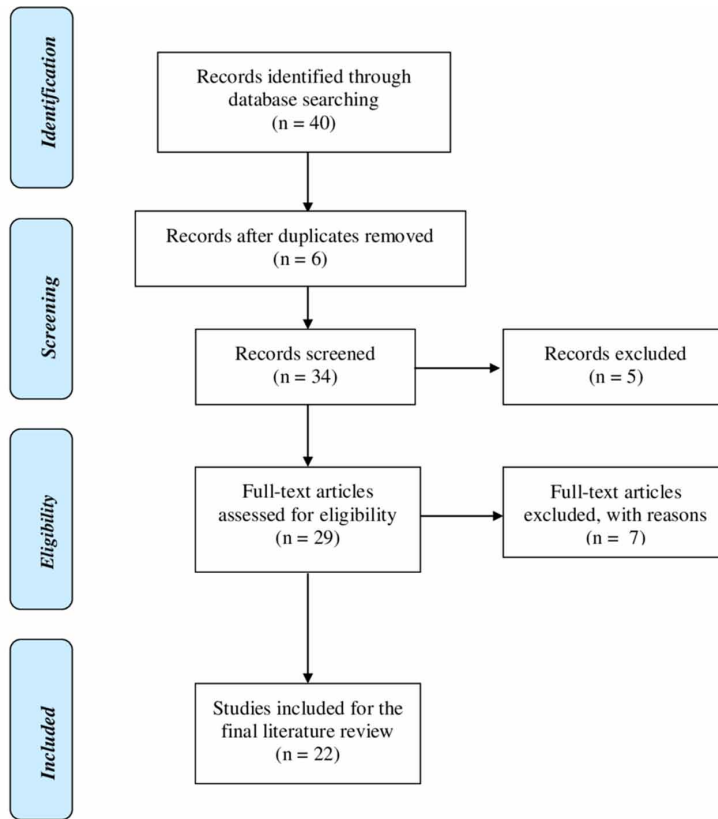 Identification
Records identified through
database searching
(n = 40)
Screening
Records after duplicates removed
(n = 6)
Records screened
(n = 34)
Records excluded
(n = 5)
Eligibility
Full-text articles
assessed for eligibility
(n = 29)
Full-text articles
excluded, with reasons
(n = 7)
Included
Studies included for the
final literature review
(n = 22)